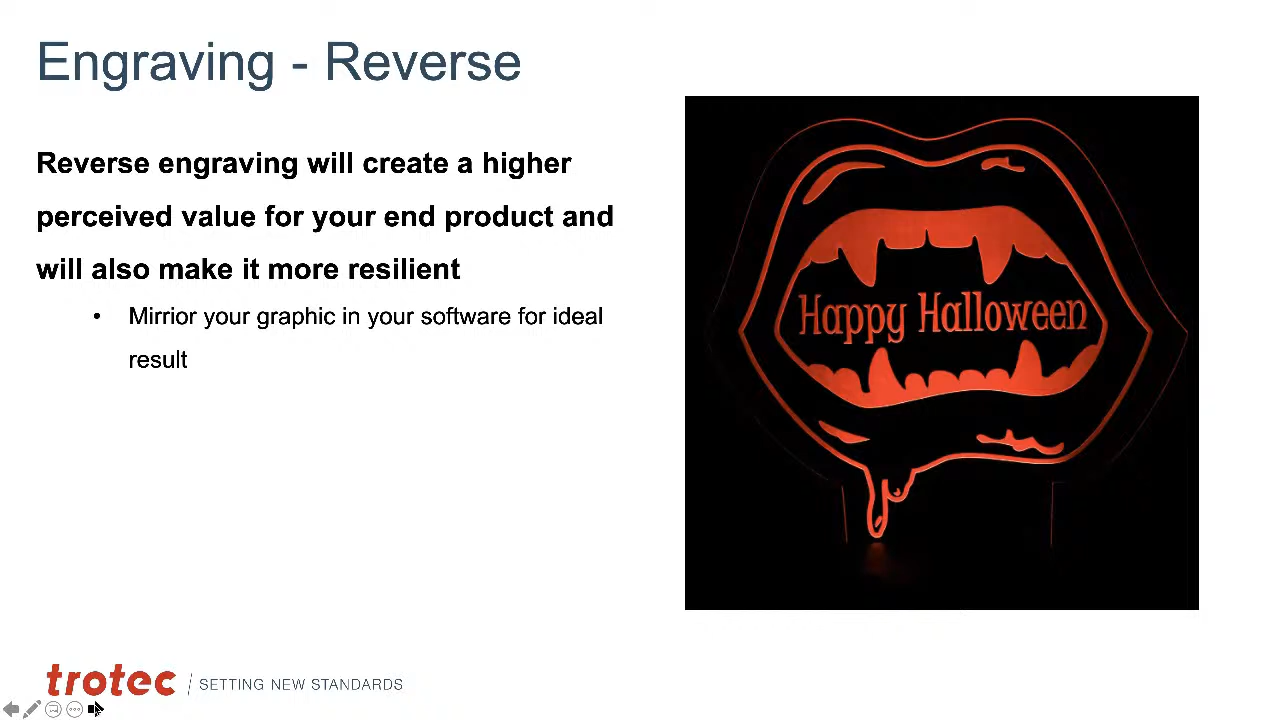 Engraving - Reverse
Reverse engraving will create a higher
perceived value for your end product and
will also make it more resilient
• Mirrior your graphic in your software for ideal
result
Happy Halloween
trotec / SETTING NEW STANDARDS